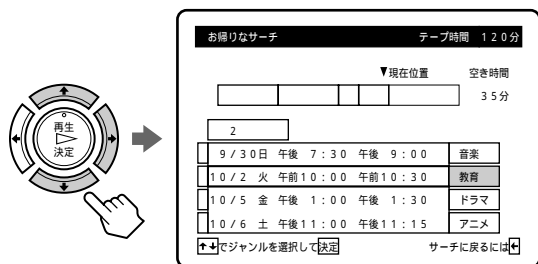 再生
決定
お帰りなサーチ テープ時間 120分
▼現在位置 空き時間
35分
2
9/30日 午後 7:30 午後 9:00 音楽
10/2 火 午前10:00 午前10:30 教育
10/5 金 午後 1:00 午後 1:30 ドラマ
10/6 土 午後11:00 午後11:15 アニメ
↑↓でジャンルを選択して決定 サーチに戻るには←